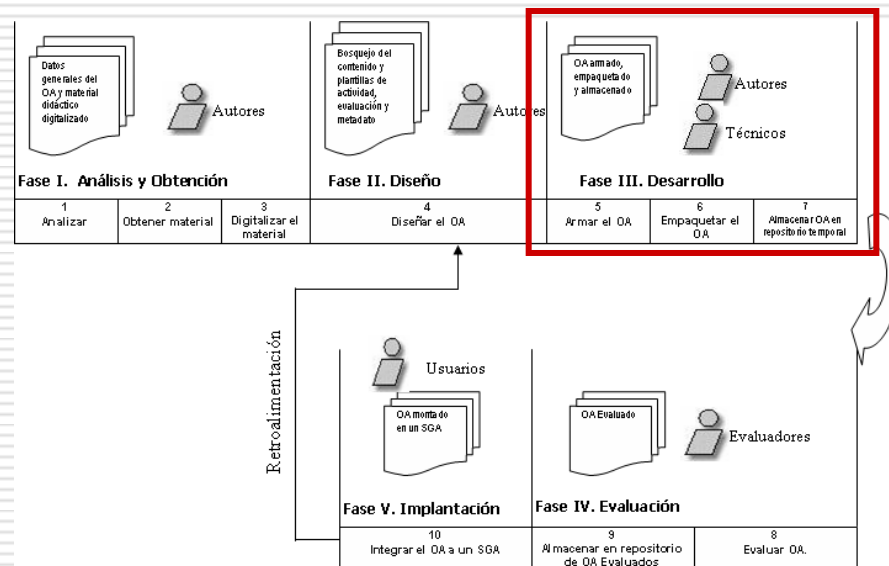 Datos
generales del
OA y material
didáctico
digitalizado
Autores
Fase I. Análisis y Obtención
1
Analizar
2
Obtener material
3
Digitalizar el
material
Bosquejo del
contenido y
plantillas de
actividad,
evaluación y
metadato
Autores
Fase II. Diseño
4
Diseñar el OA
OA armado,
empaquetado
y almacenado
Autores
Técnicos
Fase III. Desarrollo
5
Armar el OA
6
Empaquetar el
OA
7
Almacenar OA en
repositorio temporal
Retroalimentación
Usuarios
OA montado
en un SGA
Fase V. Implantación
10
Integrar el OA a un SGA
OA Evaluado
Evaluadores
Fase IV. Evaluación
9
Almacenar en repositorio
de OA Evaluados
8
Evaluar OA.